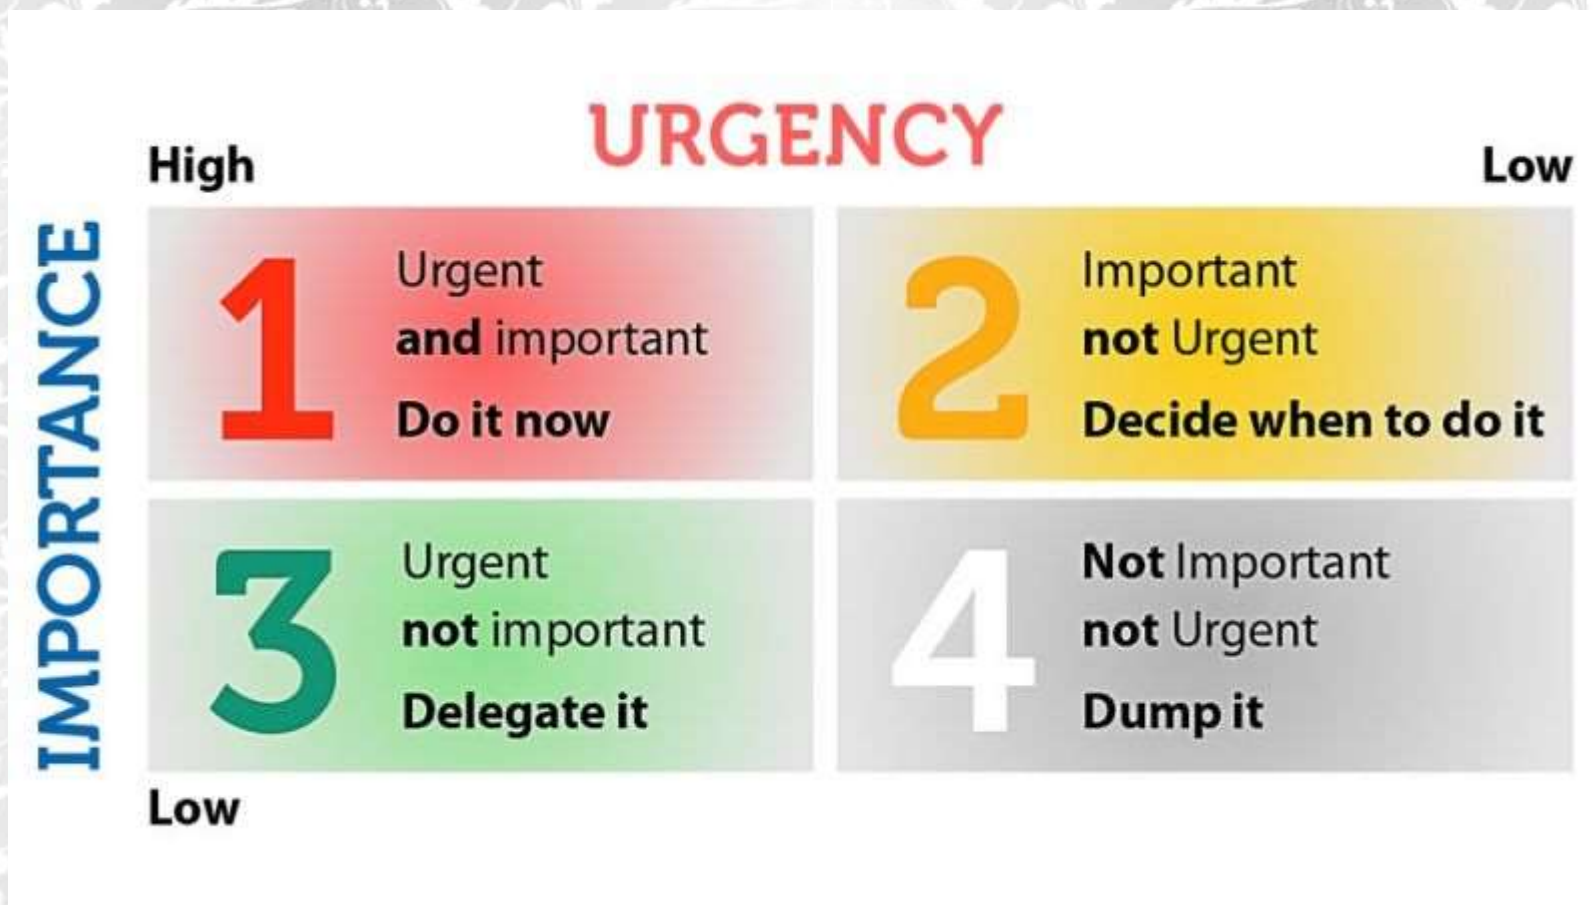 URGENCY
High
Low
IMPORTANCE
1
Urgent
and important
Do it now
2
Important
not Urgent
Decide when to do it
3
Urgent
not important
Delegate it
4
Not Important
not Urgent
Dump it
Low